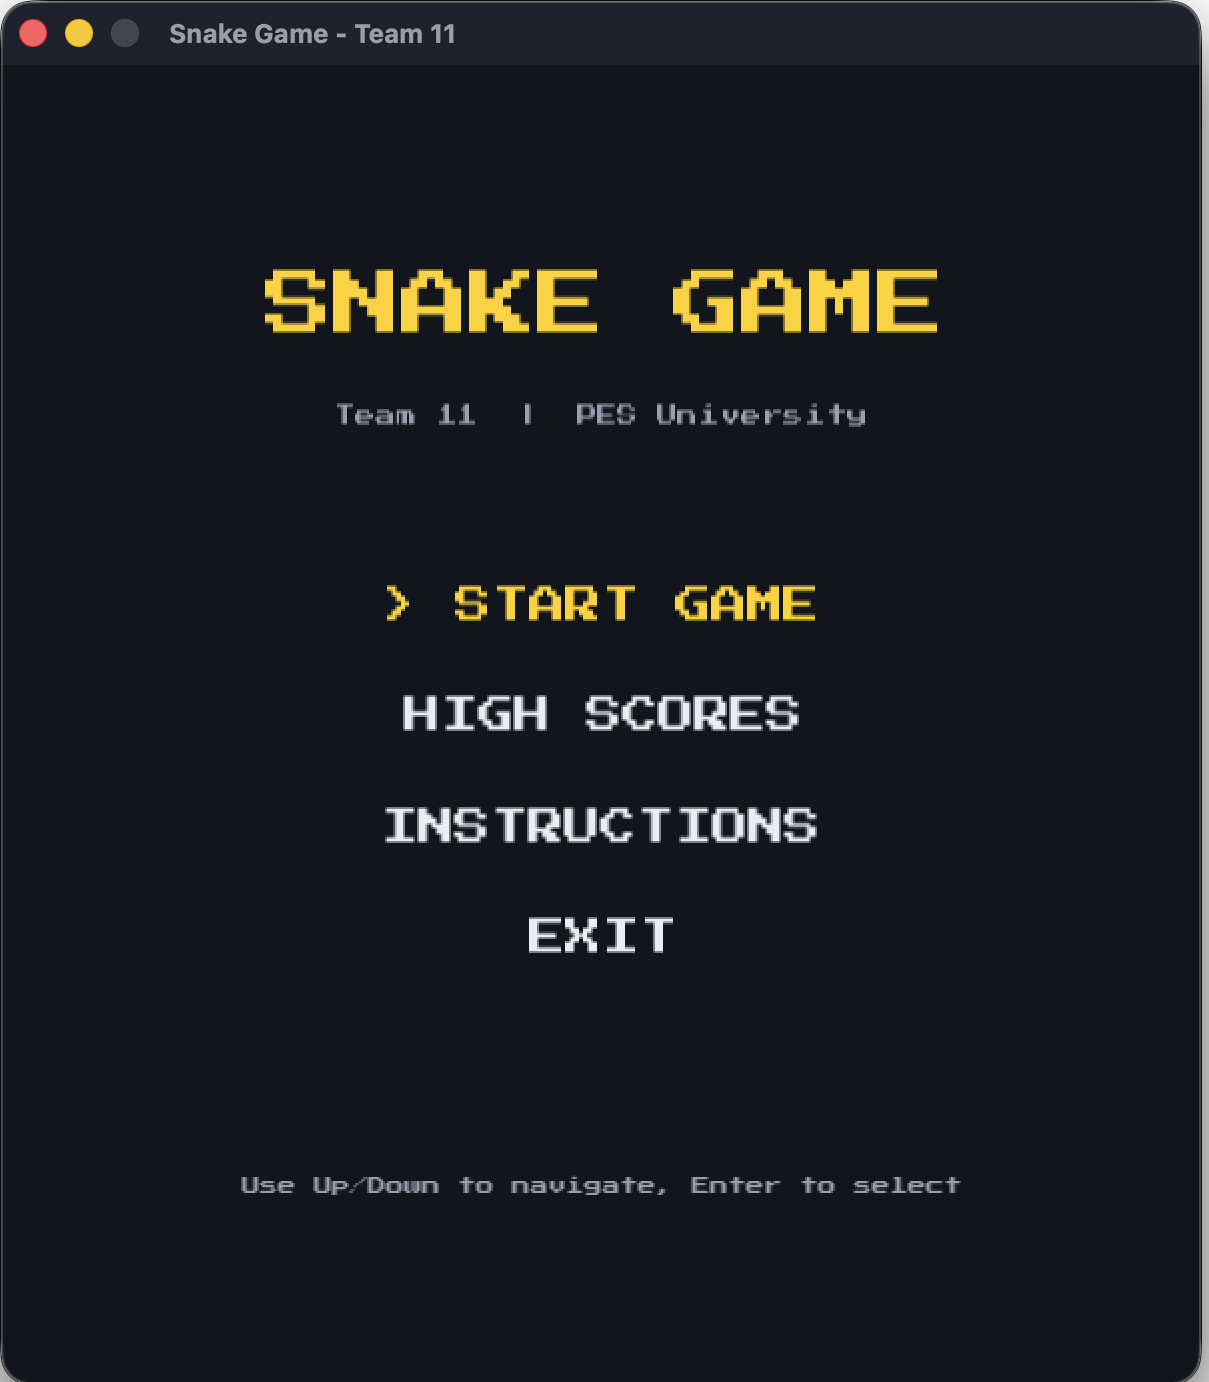 Snake Game - Team 11
SNAKE GAME
Team 11 | PES University
> START GAME
HIGH SCORES
INSTRUCTIONS
EXIT
Use Up/Down to navigate, Enter to select